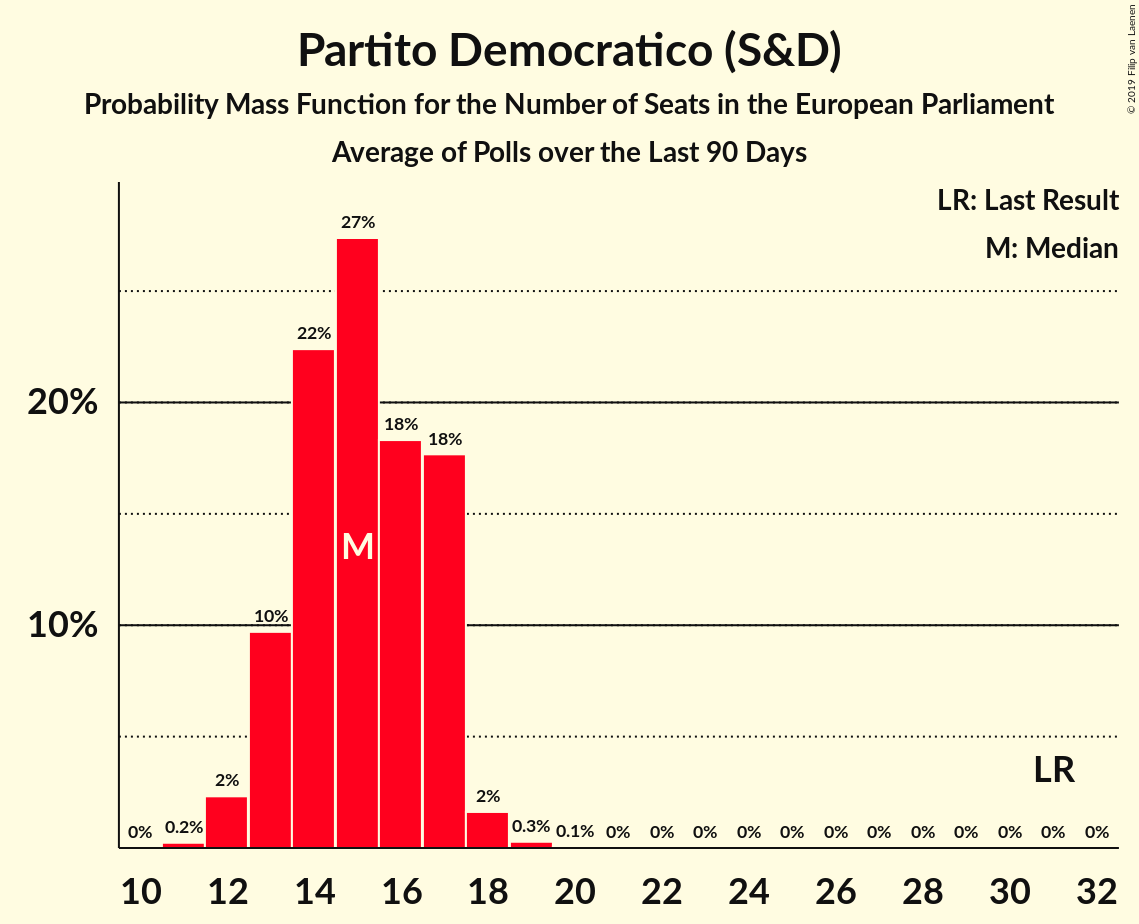 Partito Democratico (S&D)
Probability Mass Function for the Number of Seats in the European Parliament
Average of Polls over the Last 90 Days
© 2019 Filip van Laenen
LR: Last Result
M: Median
27%
22%
20%
18%
18%
M
10%
10%
LR
2%
2%
0%
0.2%
0.3%
0.1%
0%
0%
0%
0%
0%
0%
0%
0%
0%
0%
0%
0%
10 12 14 16 18 20 22 24 26 28 30 32